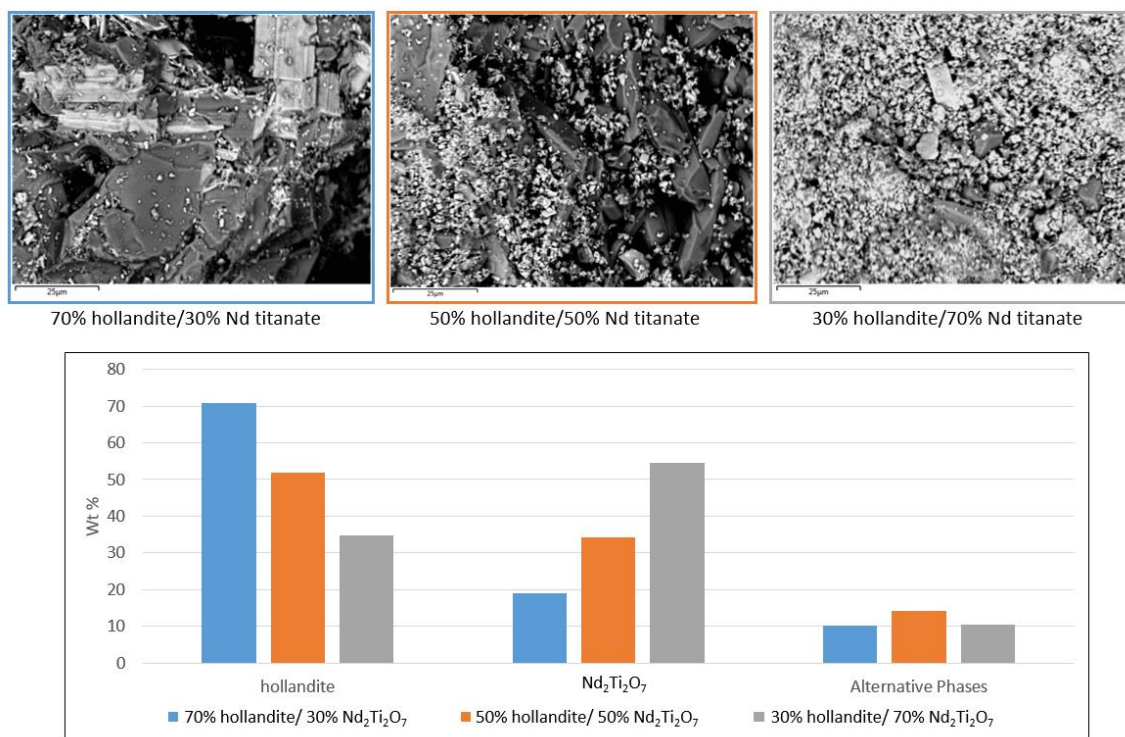 25μm
25μm
25μm
70% hollandite/30% Nd titanate
50% hollandite/50% Nd titanate
30% hollandite/70% Nd titanate
80
70
60
50
40
30
20
10
0
Wt %
hollandite
Nd₂Ti₂O₇
Alternative Phases
70% hollandite/ 30% Nd₂Ti₂O₇
50% hollandite/ 50% Nd₂Ti₂O₇
30% hollandite/ 70% Nd₂Ti₂O₇